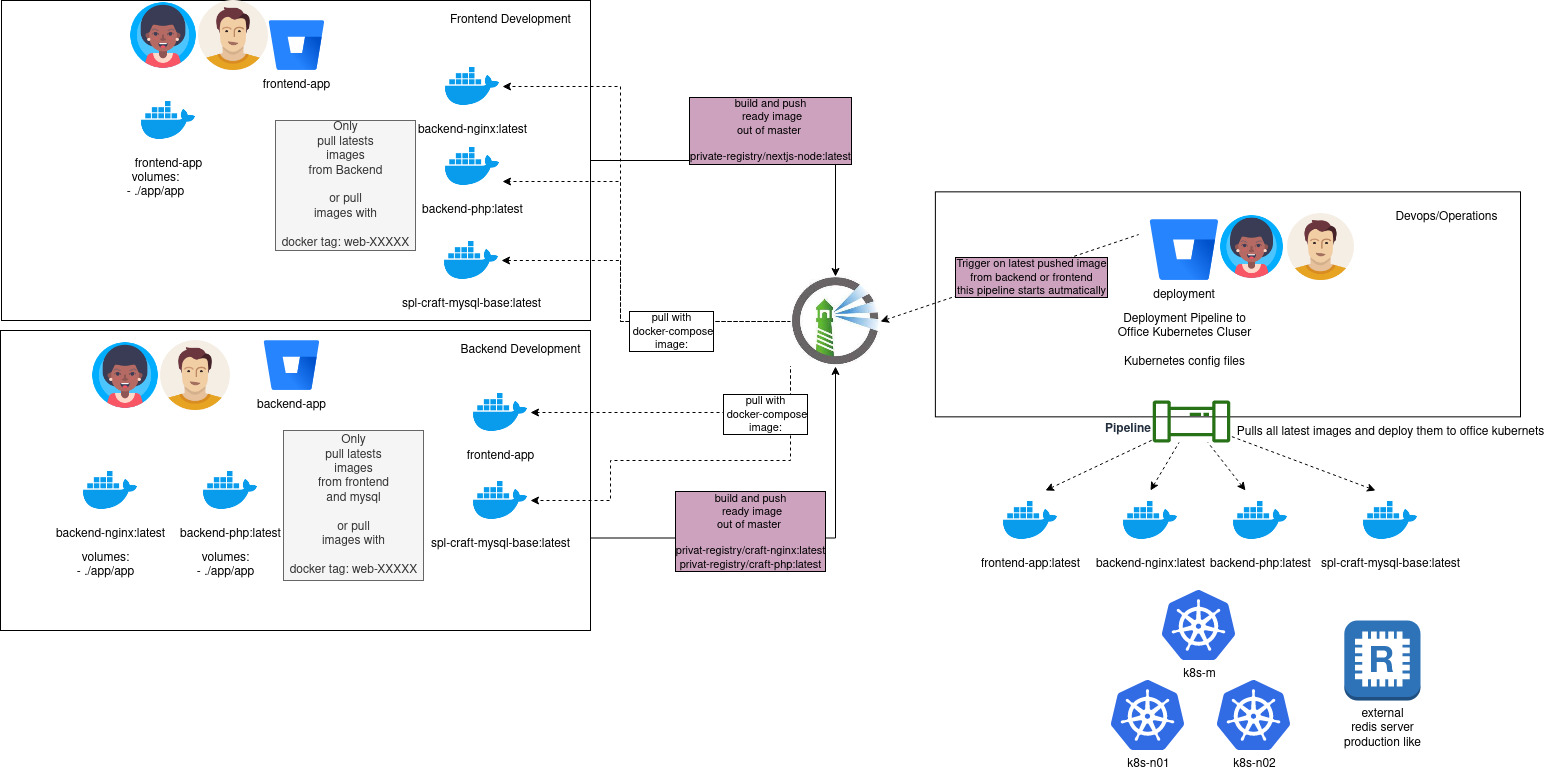 Frontend Development
frontend-app
frontend-app
volumes:
- ./app/app
Only
pull latests
images
from Backend
or pull
images with
docker tag: web-XXXXX
backend-nginx:latest
backend-php:latest
spl-craft-mysql-base:latest
build and push
ready image
out of master
private-registry/nextjs-node:latest
pull with
docker-compose
image:
Backend Development
backend-app
backend-nginx:latest
volumes:
- ./app/app
backend-php:latest
volumes:
- ./app/app
Only
pull latests
images
from frontend
and mysql
or pull
images with
docker tag: web-XXXXX
frontend-app
spl-craft-mysql-base:latest
pull with
docker-compose
image:
build and push
ready image
out of master
privat-registry/craft-nginx:latest
privat-registry/craft-php:latest
Devops/Operations
Trigger on latest pushed image
from backend or frontend
this pipeline starts autmatically
deployment
Deployment Pipeline to
Office Kubernetes Cluser
Kubernetes config files
Pipeline
Pulls all latest images and deploy them to office kubernets
frontend-app:latest
backend-nginx:latest
backend-php:latest
spl-craft-mysql-base:latest
k8s-m
k8s-n01
k8s-n02
R
external
redis server
production like